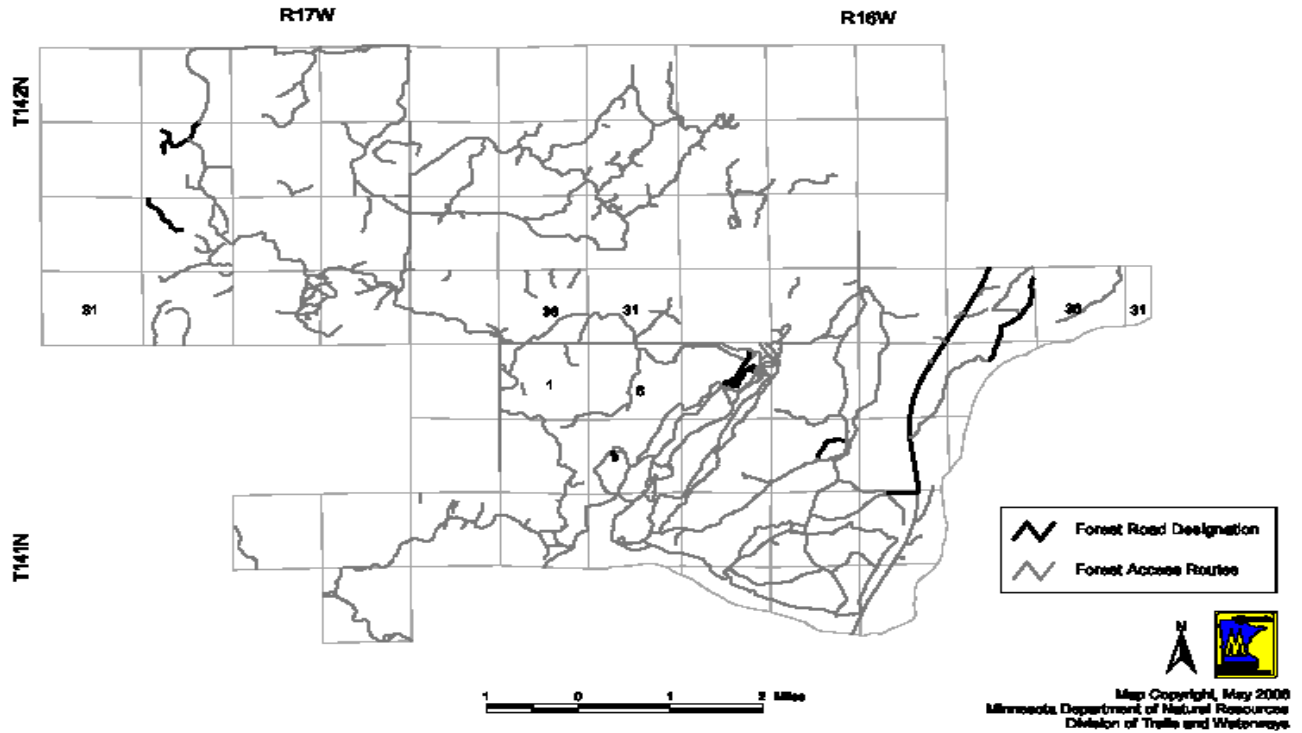 R17W R16W
T142N
31 36 31 36 31
1 6
T141N
Forest Road Designation
Forest Access Routes
N
1 0 1 2 Miles
Map Copyright, May 2006
Minnesota Department of Natural Resources
Division of Trails and Waterways